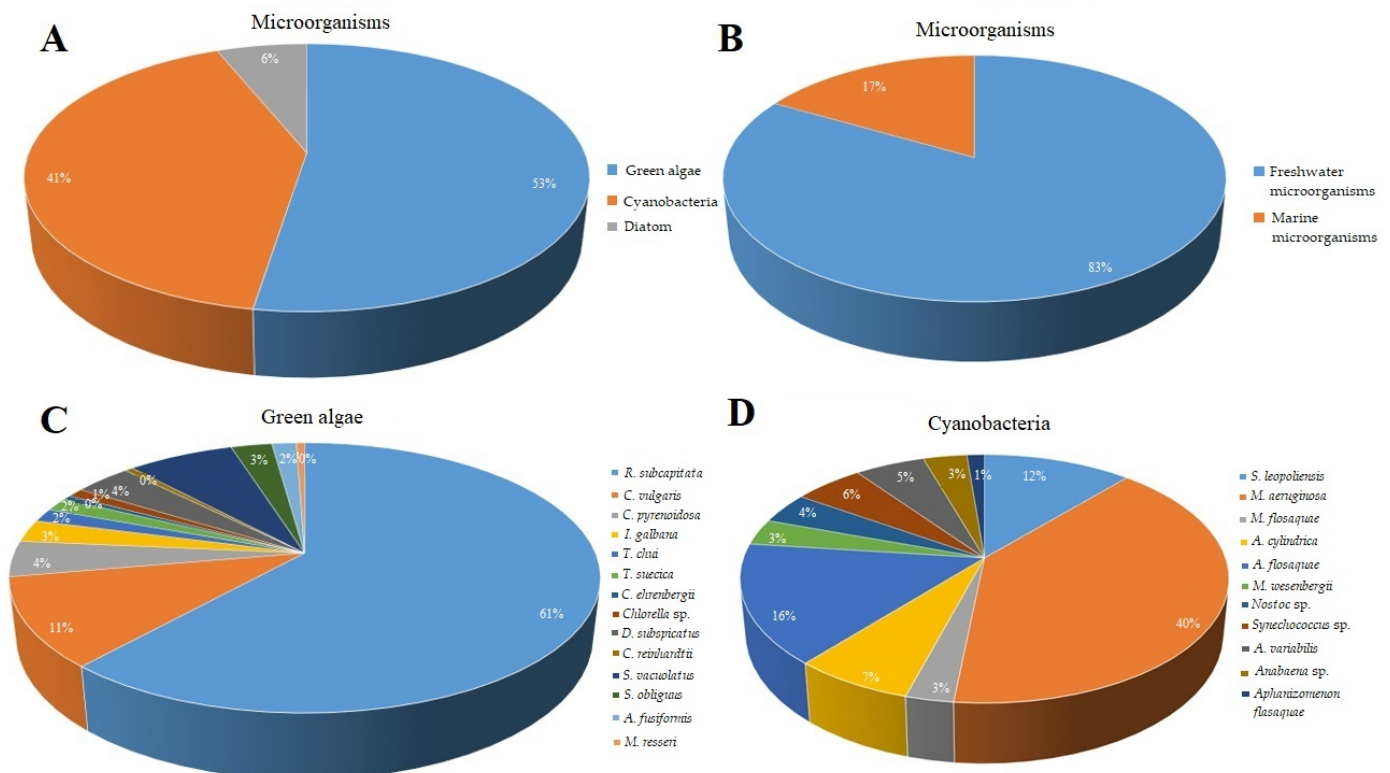 A
Microorganisms
6%
41%
53%
Green algae
Cyanobacteria
Diatom
B
Microorganisms
17%
83%
Freshwater
microorganisms
Marine
microorganisms
C
Green algae
0%
2%
3%
0%
4%
1%
0%
2%
2%
3%
4%
11%
61%
R. subcapitata
C. vulgaris
C. pyrenoidosa
I. galbana
T. chui
T. suecica
C. ehrenbergii
Chlorella sp.
D. subspicatus
C. reinhardtii
S. vacuolatus
S. obliguus
A. fusiformis
M. resseri
D
Cyanobacteria
1%
3%
5%
6%
4%
3%
16%
7%
3%
40%
12%
S. leopoliensis
M. aeruginosa
M. flosaquae
A. cylindrica
A. flosaquae
M. wesenbergii
Nostoc sp.
Synechococcus sp.
A. variabilis
Anabaena sp.
Aphanizomenon
flasaquae